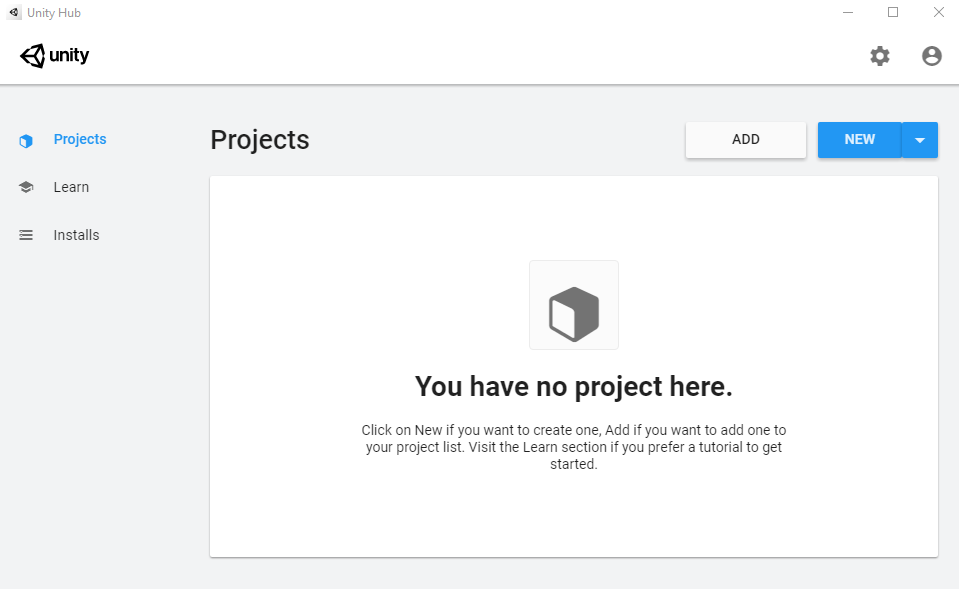 Unity Hub
unity
Projects
Learn
Installs
Projects
ADD
NEW
You have no project here.
Click on New if you want to create one, Add if you want to add one to
your project list. Visit the Learn section if you prefer a tutorial to get
started.